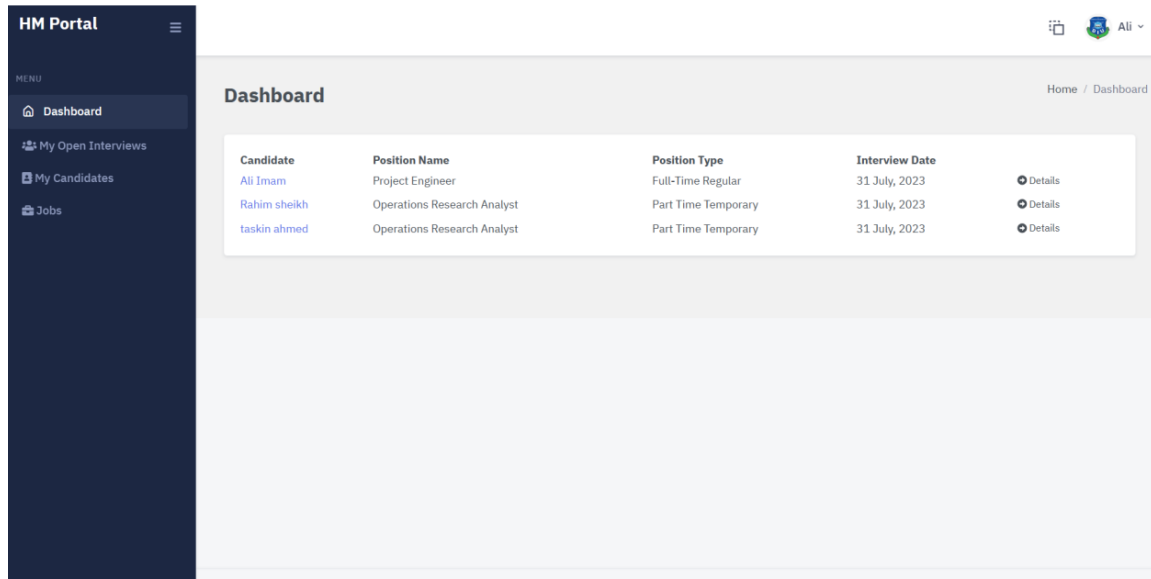 HM Portal
Ali
MENU
Dashboard
My Open Interviews
My Candidates
Jobs
Dashboard
Home / Dashboard
Candidate Position Name Position Type Interview Date
Ali Imam Project Engineer Full-Time Regular 31 July, 2023 Details
Rahim sheikh Operations Research Analyst Part Time Temporary 31 July, 2023 Details
taskin ahmed Operations Research Analyst Part Time Temporary 31 July, 2023 Details